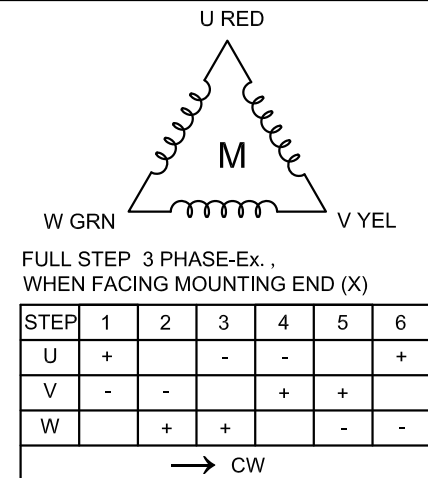 U RED
M
W GRN
V YEL
FULL STEP 3 PHASE-Ex. ,
WHEN FACING MOUNTING END (X)
STEP 1 2 3 4 5 6
U + - - +
V - - + +
W + + - -
→ CW